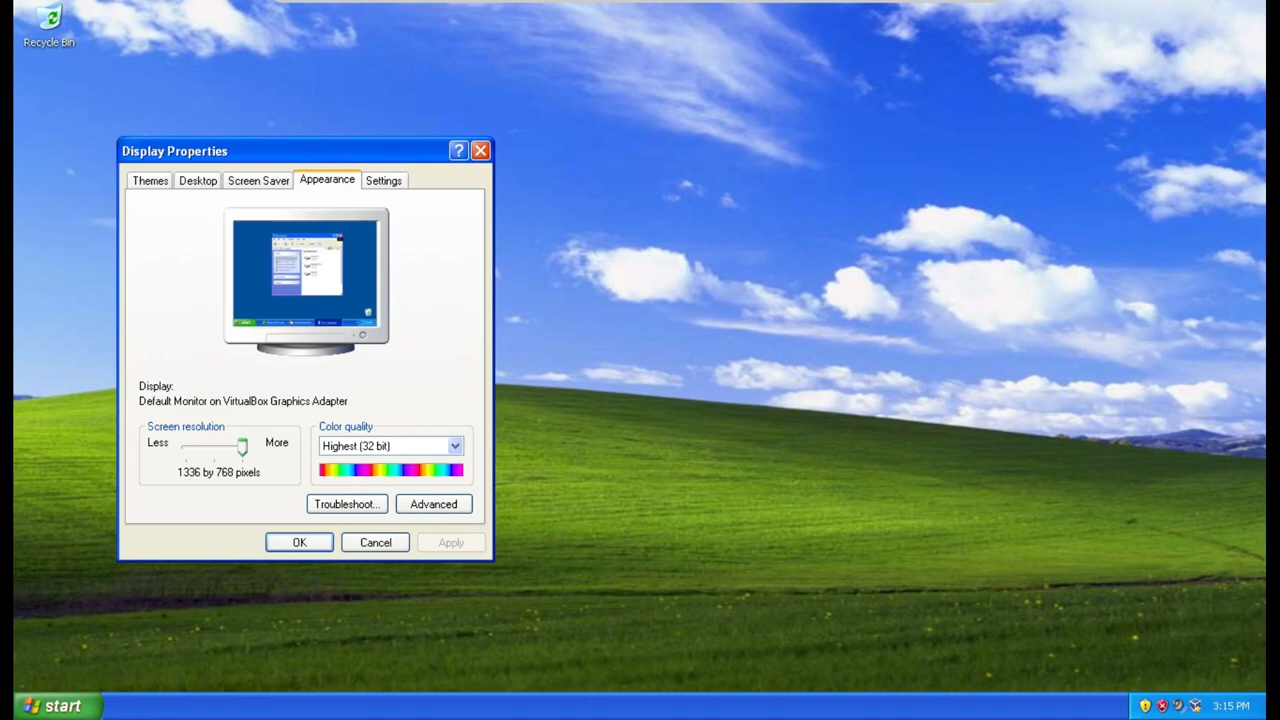 Recycle Bin
Display Properties
Themes Desktop Screen Saver Appearance Settings
Display:
Default Monitor on VirtualBox Graphics Adapter
Screen resolution
Less More
1336 by 768 pixels
Color quality
Highest (32 bit)
Troubleshoot... Advanced
OK Cancel Apply
start 3:15 PM